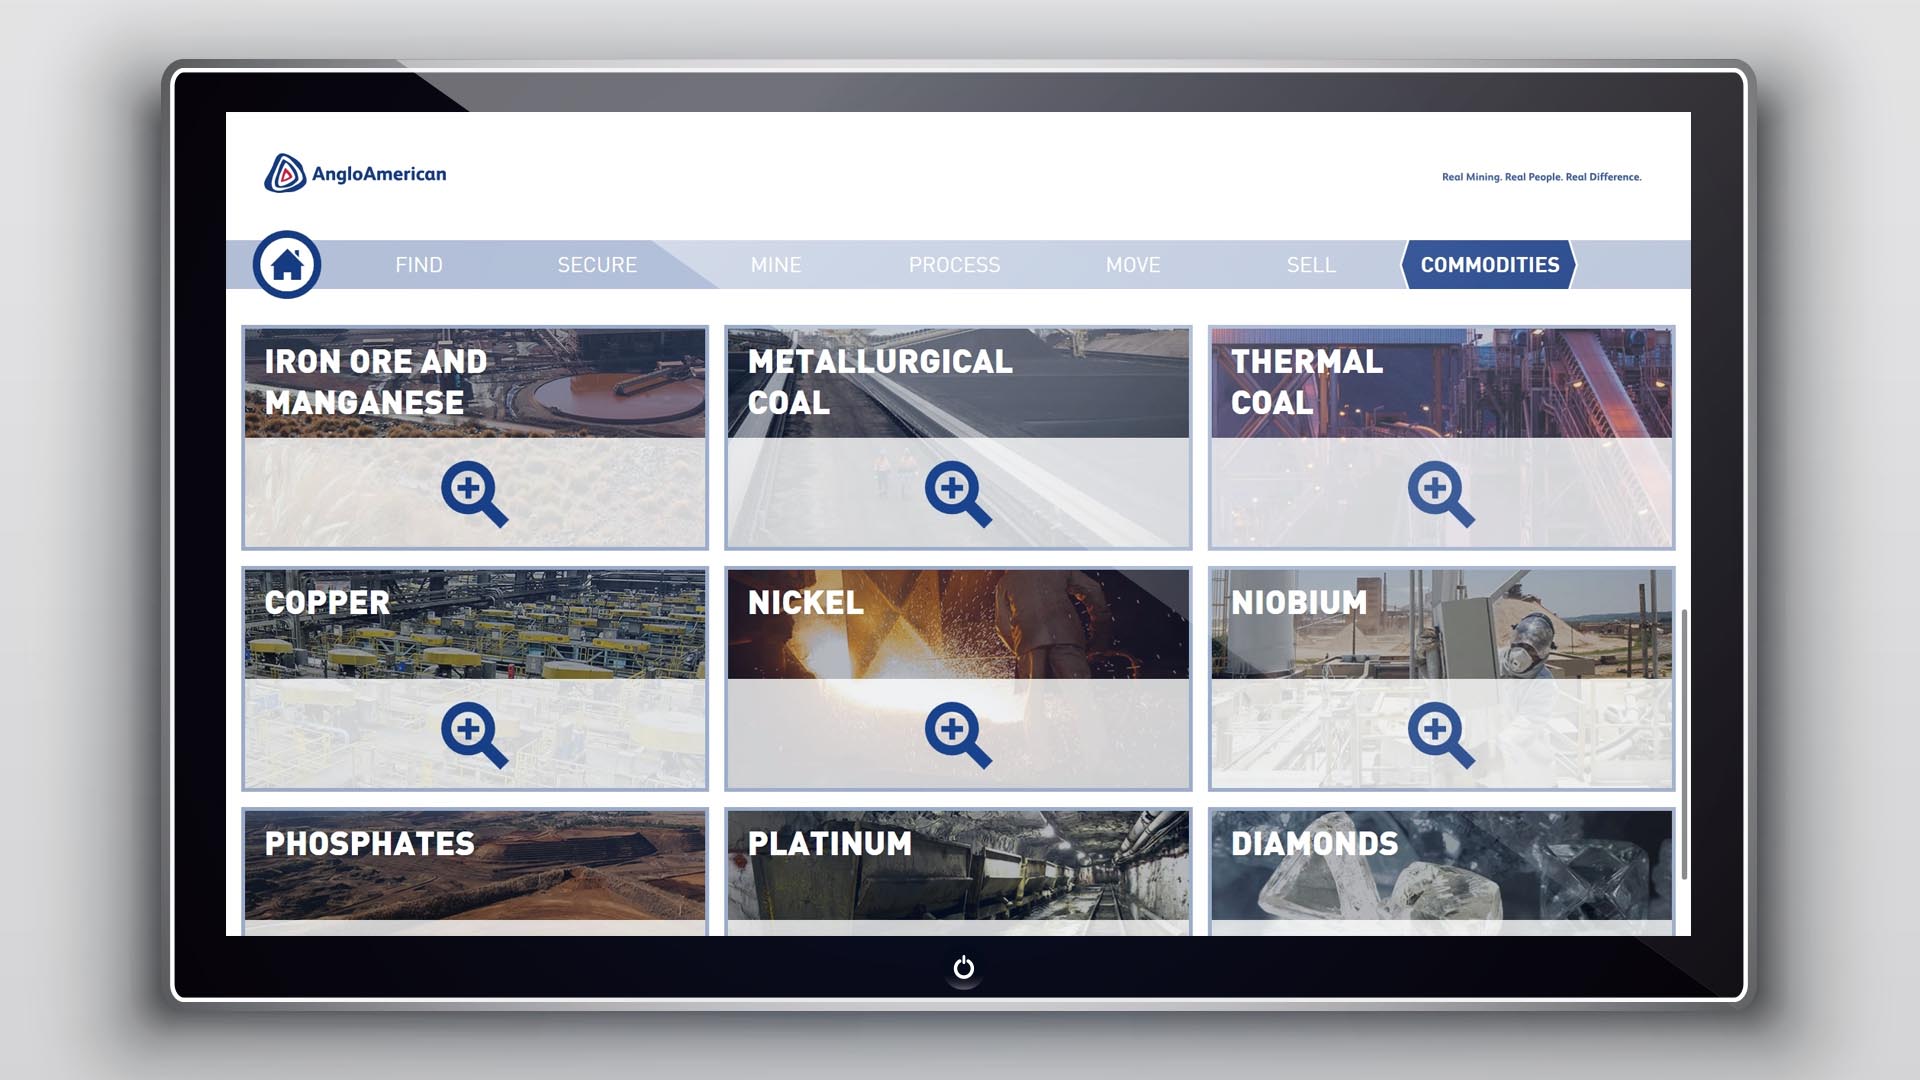 AngloAmerican
Real Mining. Real People. Real Difference.
FIND
SECURE
MINE
PROCESS
MOVE
SELL
COMMODITIES
IRON ORE AND
MANGANESE
METALLURGICAL
COAL
THERMAL
COAL
COPPER
NICKEL
NIOBIUM
PHOSPHATES
PLATINUM
DIAMONDS